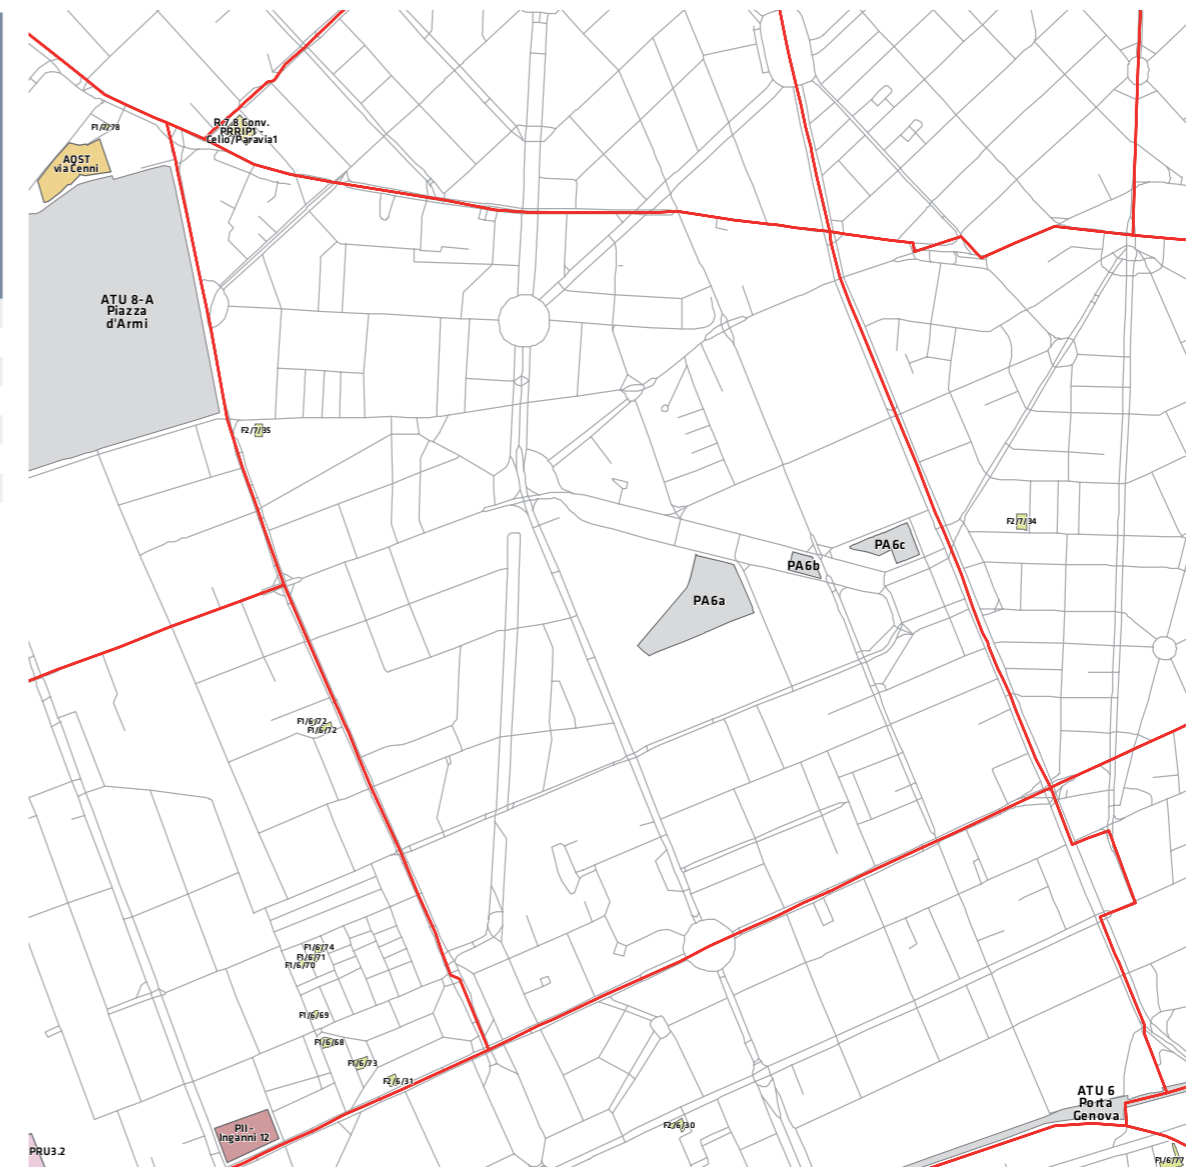 F1/7/78
R.7.8 Conv.
PRRIP1 -
Celio/Paravia1
AQST
via Cenni
ATU 8-A
Piazza
d'Armi
F2/7/35
F2/7/34
PA6c
PA6b
PA6a
F1/6/72
F1/6/72
F1/6/74
F1/6/71
F1/6/70
F1/6/69
F1/6/68
F1/6/73
F2/6/31
ATU 6
Porta
Genova
PII -
Inganni 12
F2/6/30
PRU3.2
F1/6/77